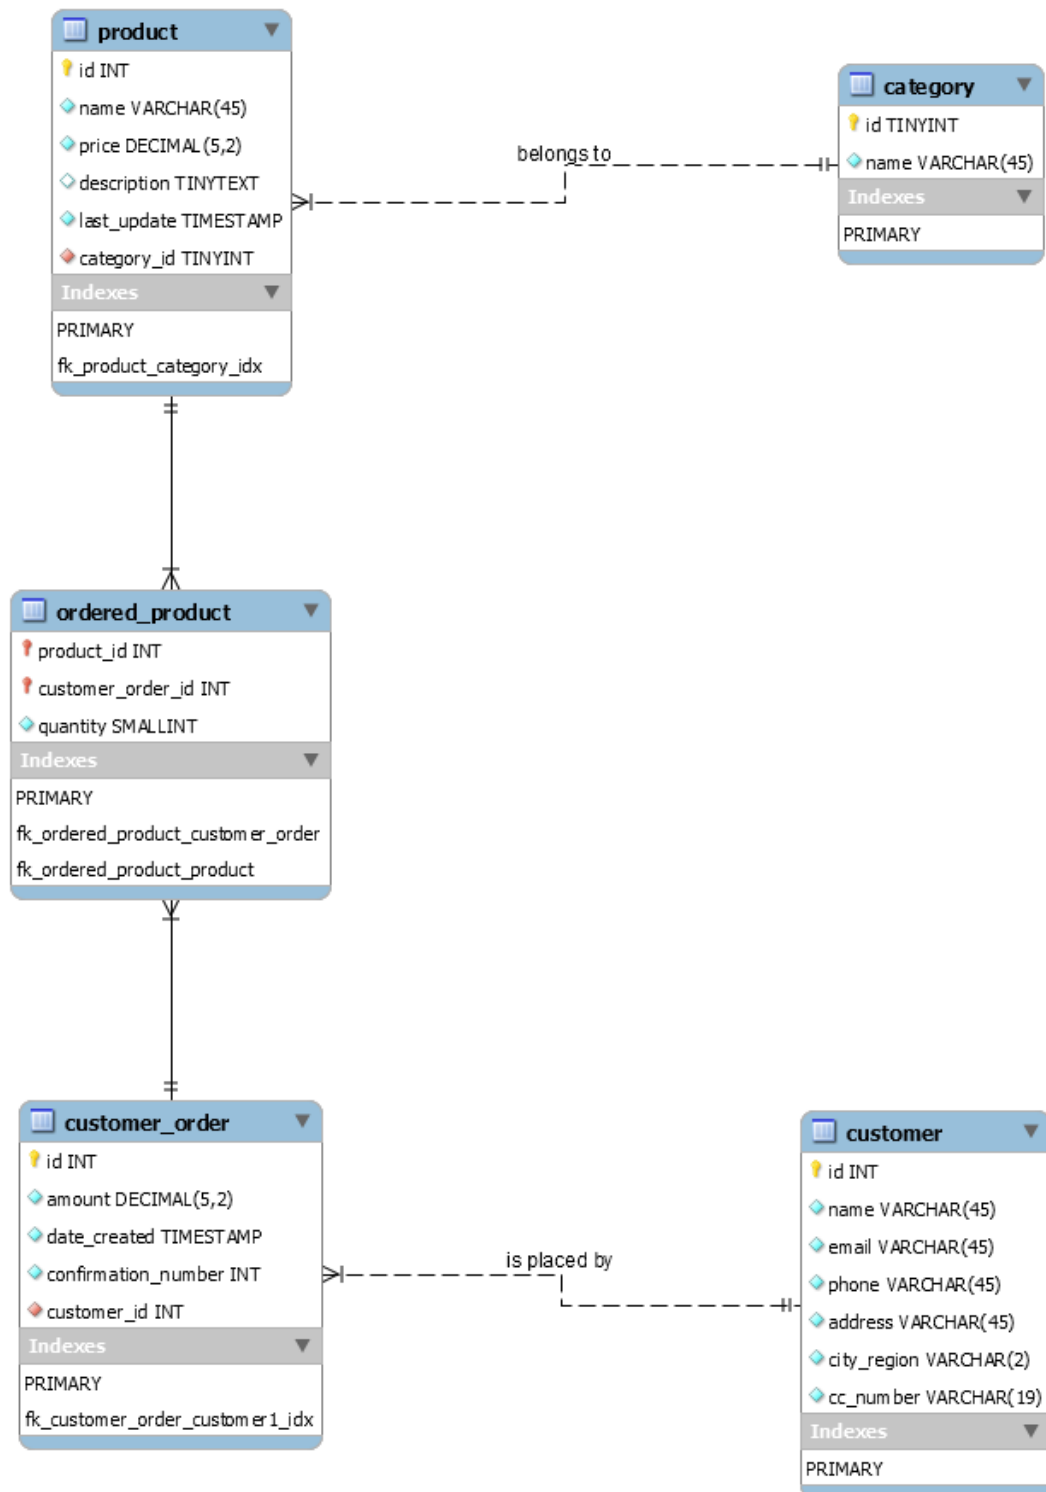 product
id INT
name VARCHAR(45)
price DECIMAL(5,2)
description TINYTEXT
last_update TIMESTAMP
category_id TINYINT
Indexes
PRIMARY
fk_product_category_idx
belongs to
category
id TINYINT
name VARCHAR(45)
Indexes
PRIMARY
ordered_product
product_id INT
customer_order_id INT
quantity SMALLINT
Indexes
PRIMARY
fk_ordered_product_customer_order
fk_ordered_product_product
customer_order
id INT
amount DECIMAL(5,2)
date_created TIMESTAMP
confirmation_number INT
customer_id INT
Indexes
PRIMARY
fk_customer_order_customer1_idx
is placed by
customer
id INT
name VARCHAR(45)
email VARCHAR(45)
phone VARCHAR(45)
address VARCHAR(45)
city_region VARCHAR(2)
cc_number VARCHAR(19)
Indexes
PRIMARY